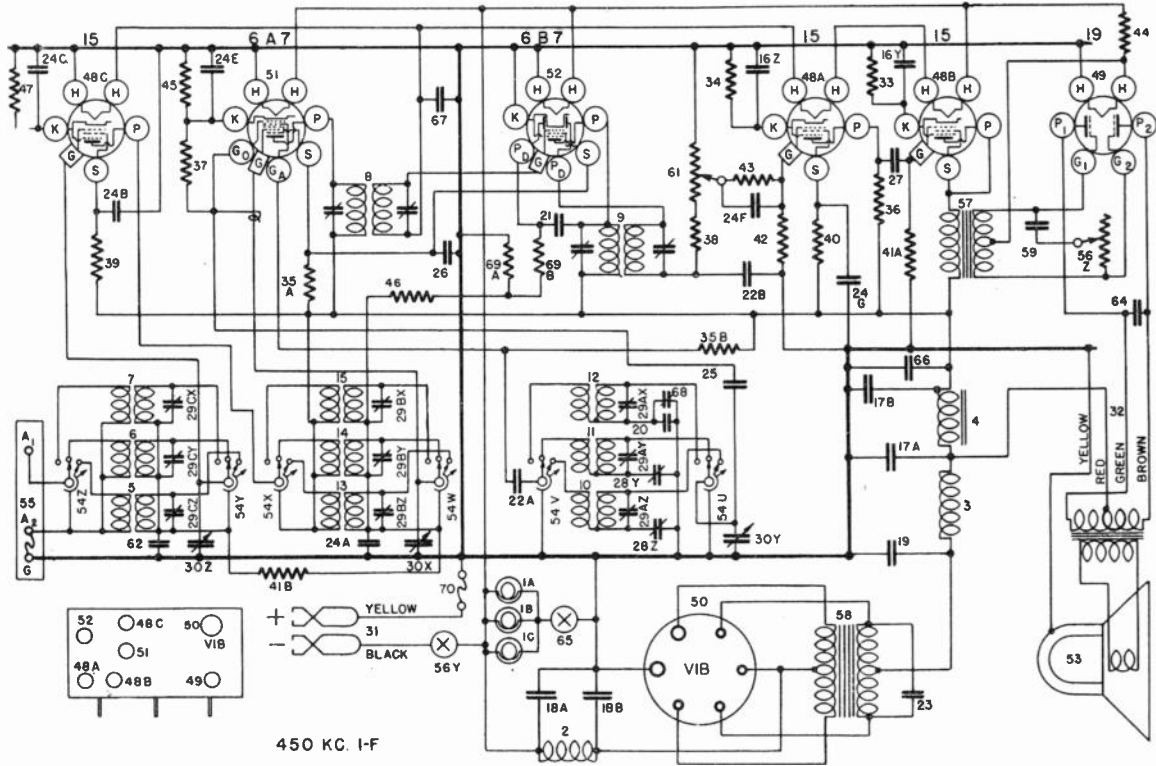 15 6A7 6B7 15 15 19
24C. 24E 16Z 16Y 44
47 48C 45 51 67 52 34 48A 33 48B 49
H H H H H H H H H H H H
K P K P K P K P P1 P2
G S GO G GA S PD G PD S G S G S G1 G2
37 8 61 43 27
24B 21 9 24F 36 57
39 35A 26 69A 69B 38 42 40 41A 59 56Z
46 22B 24G 64
35B 66
7 15 12 25 17B 4 32
29CX 29BX 29AX 68 20
A1 6 14 11 17A YELLOW RED GREEN BROWN
29CY 29BY 29AY 28Y
55 54Z 5 54Y 54X 13 54W 22A 54V 10 54U 3
A2 29CZ 29BZ 29AZ 28Z
G 62 30Z 24A 30X 30Y 19
41B
70 1A 50 58 53
+ YELLOW 1B
31 1C 65 VIB
- BLACK 56Y
18A 18B 23
2
52 48C 50
VIB
51
48A 48B 49
450 KC. I-F